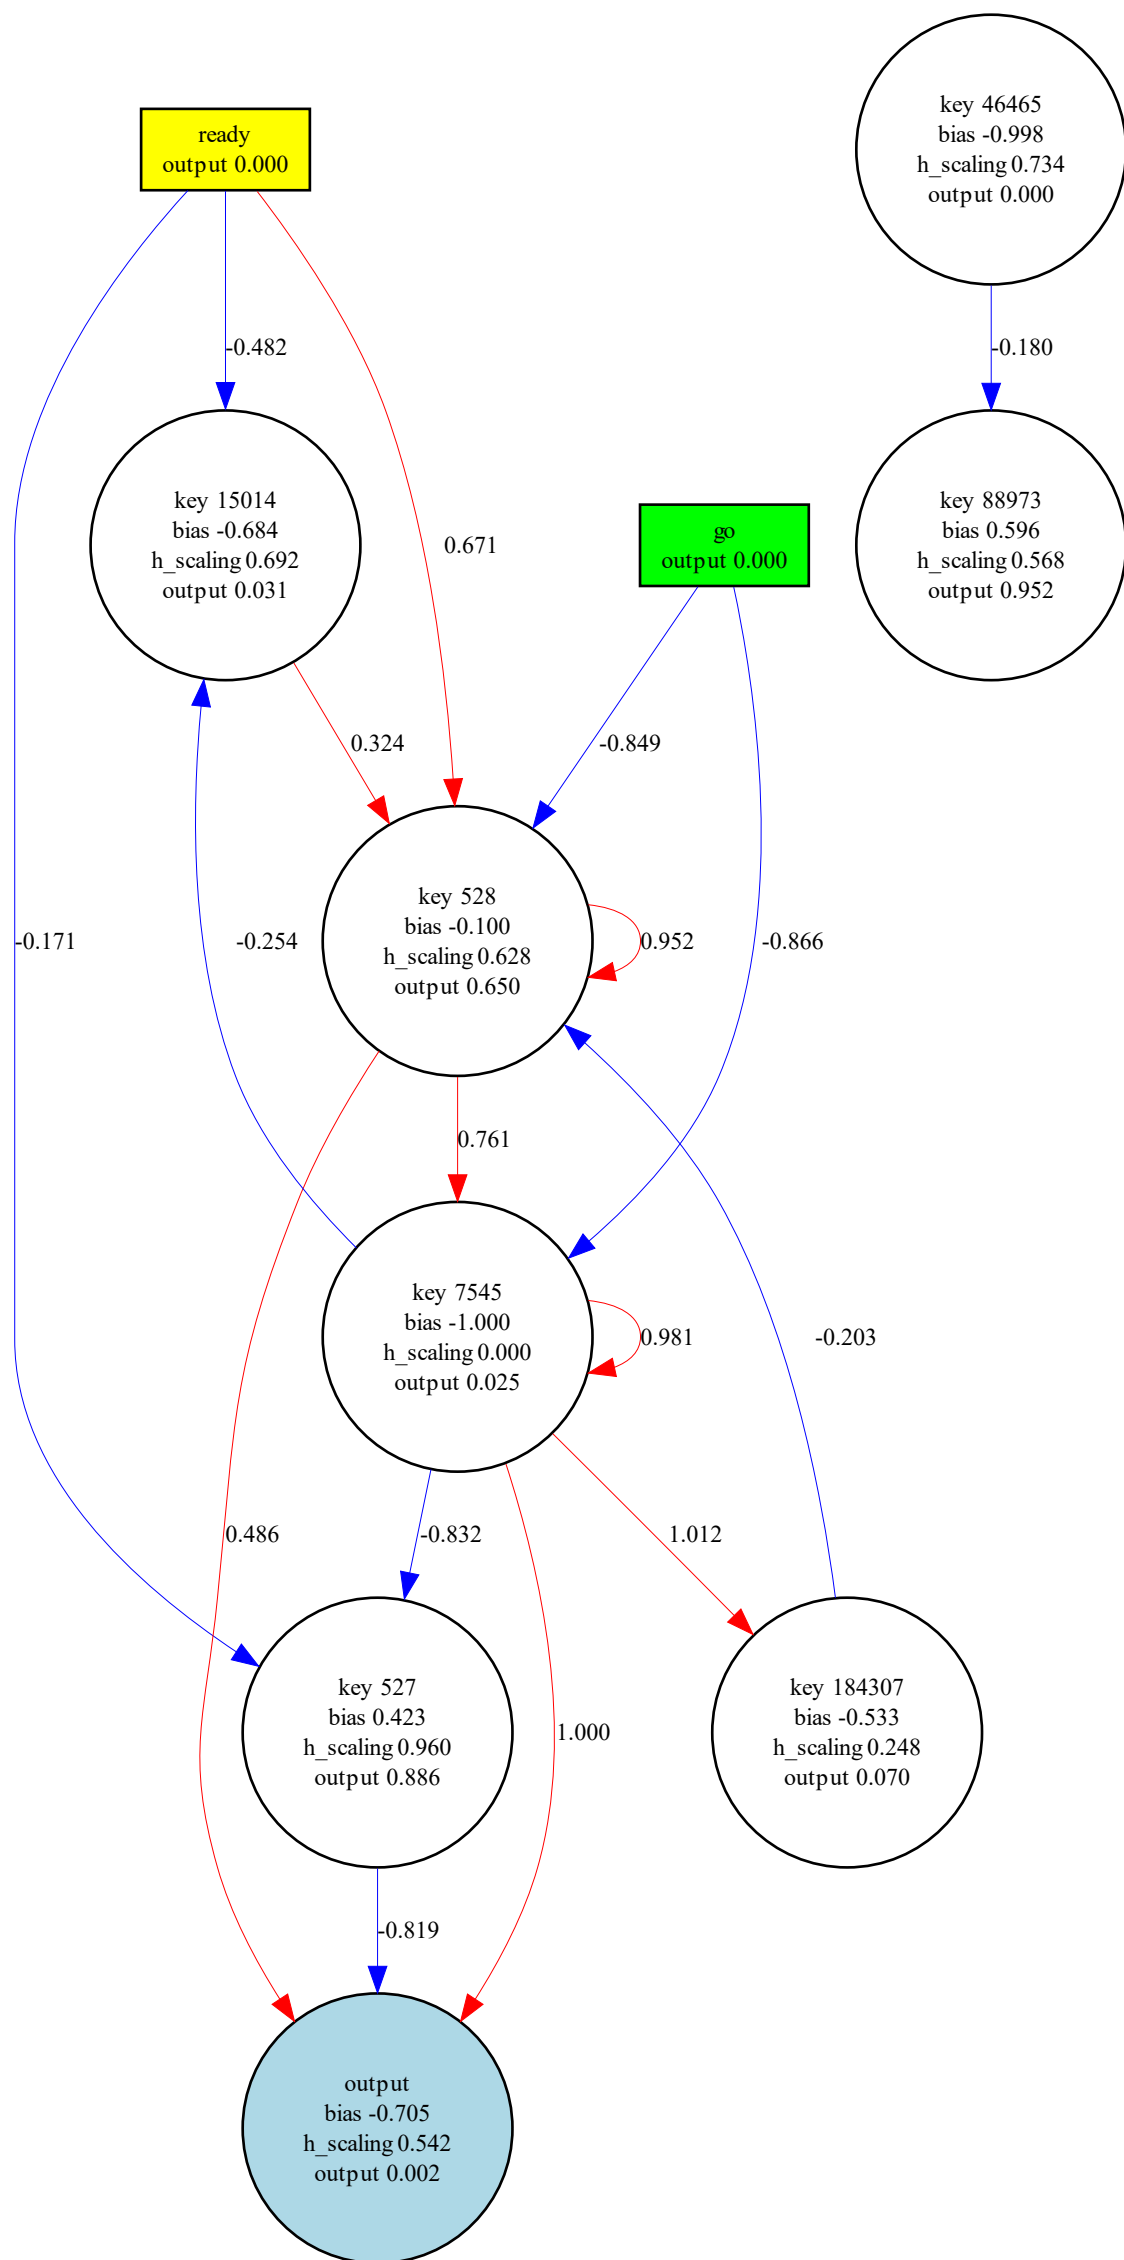 key 46465
bias -0.998
h_scaling 0.734
output 0.000
ready
output 0.000
-0.482
-0.180
key 15014
bias -0.684
h_scaling 0.692
output 0.031
0.671
go
output 0.000
key 88973
bias 0.596
h_scaling 0.568
output 0.952
0.324
-0.849
-0.171
-0.254
key 528
bias -0.100
h_scaling 0.628
output 0.650
0.952
-0.866
0.761
key 7545
bias -1.000
h_scaling 0.000
output 0.025
0.981
-0.203
0.486
-0.832
1.012
key 527
bias 0.423
h_scaling 0.960
output 0.886
1.000
key 184307
bias -0.533
h_scaling 0.248
output 0.070
-0.819
output
bias -0.705
h_scaling 0.542
output 0.002